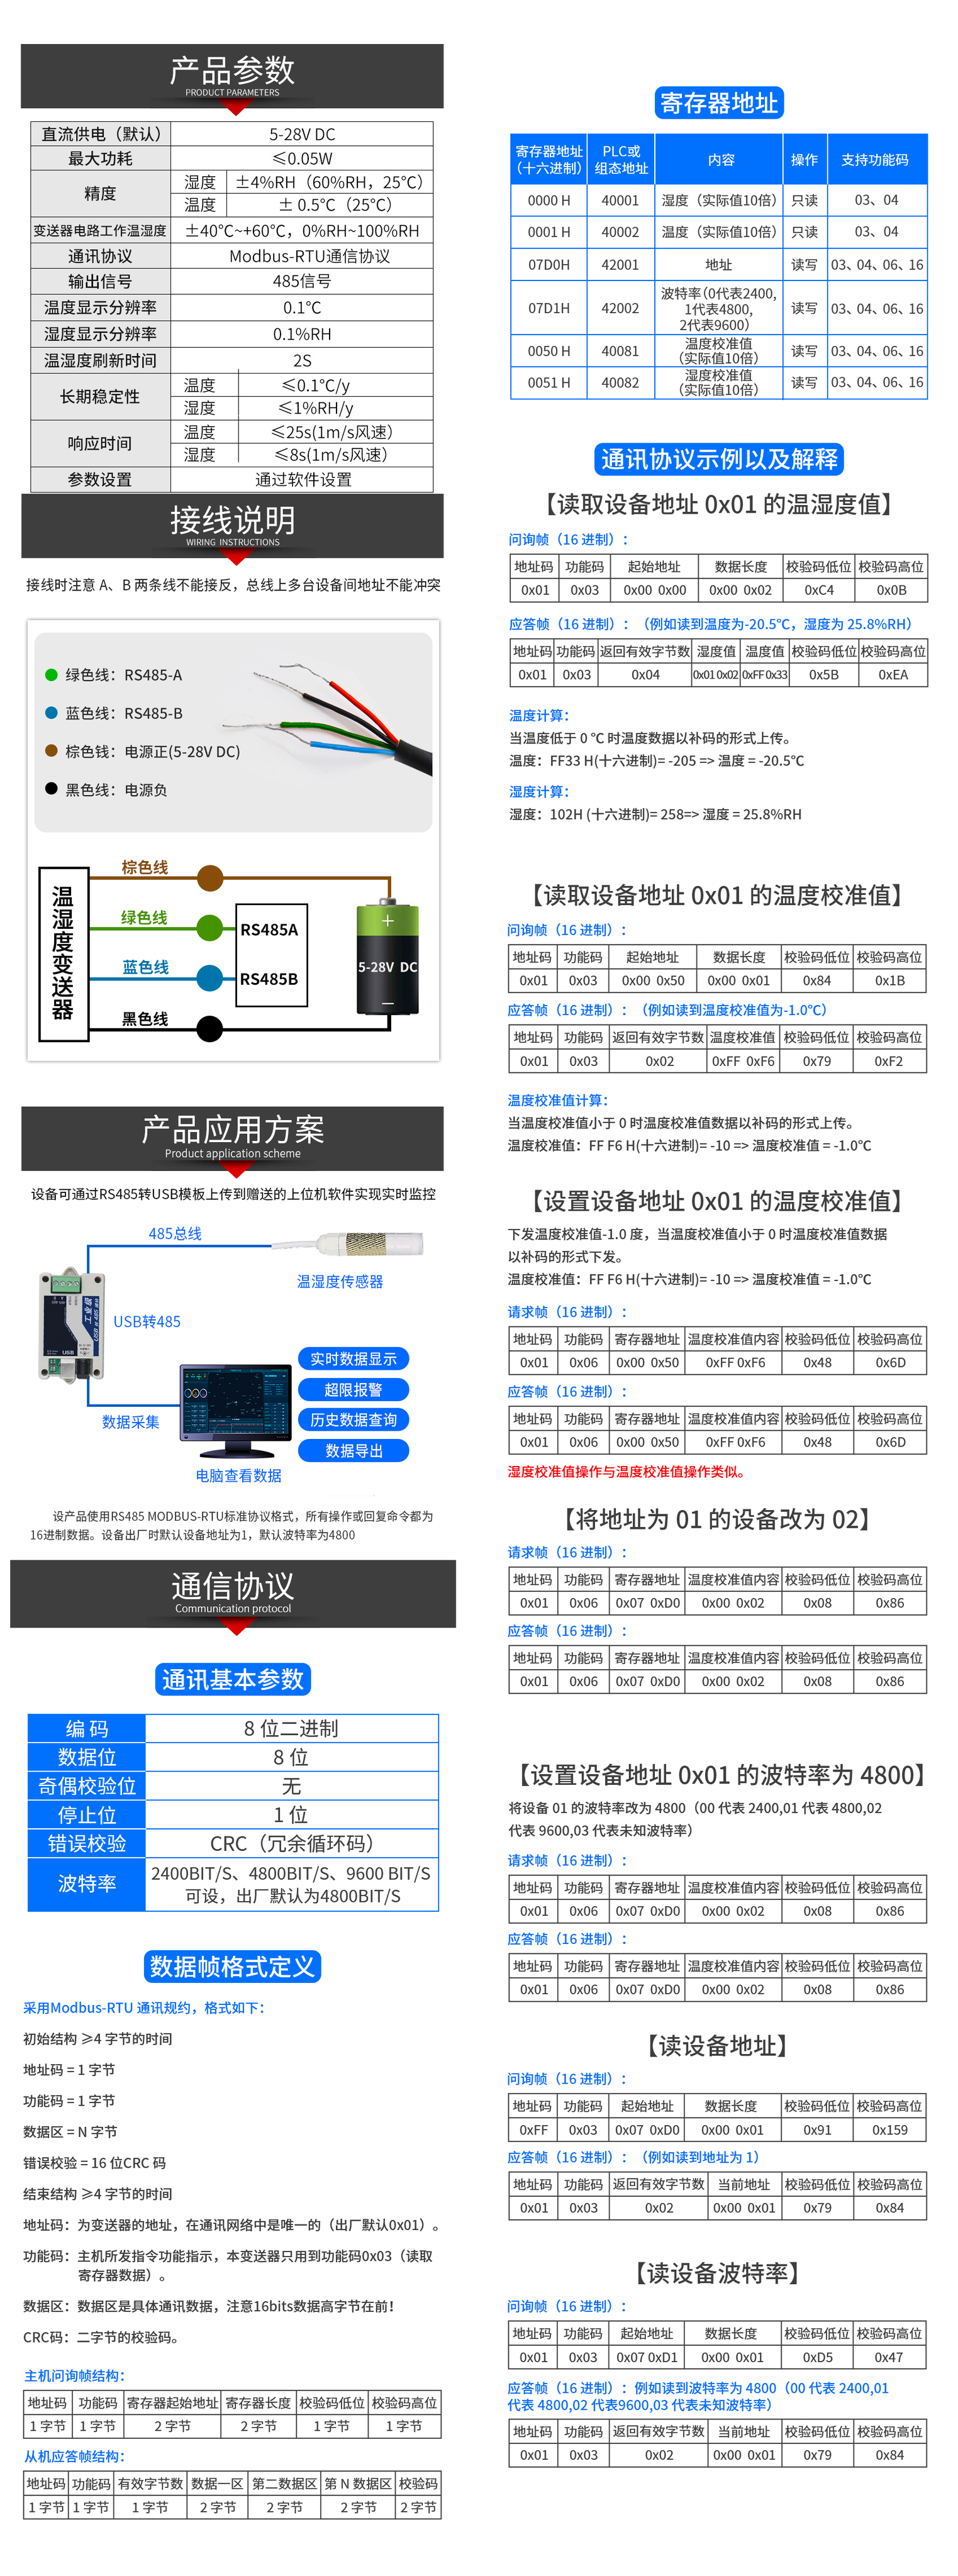 产品参数
PRODUCT PARAMETERS
直流供电（默认） 5-28V DC
最大功耗 ≤0.05W
精度 湿度 ±4%RH（60%RH，25℃）
温度 ± 0.5℃（25℃）
变送器电路工作温湿度 ±40℃~+60℃，0%RH~100%RH
通讯协议 Modbus-RTU通信协议
输出信号 485信号
温度显示分辨率 0.1℃
湿度显示分辨率 0.1%RH
温湿度刷新时间 2S
长期稳定性 温度 ≤0.1℃/y
湿度 ≤1%RH/y
响应时间 温度 ≤25s(1m/s风速）
湿度 ≤8s(1m/s风速）
参数设置 通过软件设置
接线说明
WIRING INSTRUCTIONS
接线时注意 A、B 两条线不能接反，总线上多台设备间地址不能冲突
绿色线：RS485-A
蓝色线：RS485-B
棕色钱：电源正(5-28V DC)
黑色线：电源负
温湿度变送器
棕色线
绿色线
蓝色线
黑色线
RS485A
RS485B
+
5-28V DC
—
产品应用方案
Product application scheme
设备可通过RS485转USB模板上传到赠送的上位机软件实现实时监控
485总线
温湿度传感器
USB转485
工业级
USB
数据采集
实时数据显示
超限报警
历史数据查询
数据导出
电脑查看数据
设产品使用RS485 MODBUS-RTU标准协议格式，所有操作或回复命令都为
16进制数据。设备出厂时默认设备地址为1，默认波特率为4800
通信协议
Communication protocol
通讯基本参数
编 码 8 位二进制
数据位 8 位
奇偶校验位 无
停止位 1 位
错误校验 CRC（冗余循环码）
波特率 2400BIT/S、4800BIT/S、9600 BIT/S
可设，出厂默认为4800BIT/S
数据帧格式定义
采用Modbus-RTU 通讯规约，格式如下：
初始结构 ≥4 字节的时间
地址码 = 1 字节
功能码 = 1 字节
数据区 = N 字节
错误校验 = 16 位CRC 码
结束结构 ≥4 字节的时间
地址码：为变送器的地址，在通讯网络中是唯一的（出厂默认0x01）。
功能码：主机所发指令功能指示，本变送器只用到功能码0x03（读取
寄存器数据）。
数据区：数据区是具体通讯数据，注意16bits数据高字节在前！
CRC码：二字节的校验码。
主机问询帧结构：
地址码 功能码 寄存器起始地址 寄存器长度 校验码低位 校验码高位
1 字节 1 字节 2 字节 2 字节 1 字节 1 字节
从机应答帧结构：
地址码 功能码 有效字节数 数据一区 第二数据区 第 N 数据区 校验码
1 字节 1 字节 1 字节 2 字节 2 字节 2 字节 2 字节
寄存器地址
寄存器地址（十六进制） PLC或组态地址 内容 操作 支持功能码
0000 H 40001 湿度（实际值10倍） 只读 03、04
0001 H 40002 温度（实际值10倍） 只读 03、04
07D0H 42001 地址 读写 03、04、06、16
07D1H 42002 波特率（0代表2400,
1代表4800,
2代表9600） 读写 03、04、06、16
0050 H 40081 温度校准值
（实际值10倍） 读写 03、04、06、16
0051 H 40082 湿度校准值
（实际值10倍） 读写 03、04、06、16
通讯协议示例以及解释
【读取设备地址 0x01 的温湿度值】
问询帧（16 进制）：
地址码 功能码 起始地址 数据长度 校验码低位 校验码高位
0x01 0x03 0x00 0x00 0x00 0x02 0xC4 0x0B
应答帧（16 进制）：（例如读到温度为-20.5℃，湿度为 25.8%RH）
地址码 功能码 返回有效字节数 湿度值 温度值 校验码低位 校验码高位
0x01 0x03 0x04 0x01 0x02 0xFF 0x33 0x5B 0xEA
温度计算：
当温度低于 0 ℃ 时温度数据以补码的形式上传。
温度：FF33 H(十六进制)= -205 => 温度 = -20.5℃
湿度计算：
湿度：102H (十六进制)= 258=> 湿度 = 25.8%RH
【读取设备地址 0x01 的温度校准值】
问询帧（16 进制）：
地址码 功能码 起始地址 数据长度 校验码低位 校验码高位
0x01 0x03 0x00 0x50 0x00 0x01 0x84 0x1B
应答帧（16 进制）：（例如读到温度校准值为-1.0℃）
地址码 功能码 返回有效字节数 温度校准值 校验码低位 校验码高位
0x01 0x03 0x02 0xFF 0xF6 0x79 0xF2
温度校准值计算：
当温度校准值小于 0 时温度校准值数据以补码的形式上传。
温度校准值：FF F6 H(十六进制)= -10 => 温度校准值 = -1.0℃
【设置设备地址 0x01 的温度校准值】
下发温度校准值-1.0 度，当温度校准值小于 0 时温度校准值数据
以补码的形式下发。
温度校准值：FF F6 H(十六进制)= -10 => 温度校准值 = -1.0℃
请求帧（16 进制）：
地址码 功能码 寄存器地址 温度校准值内容 校验码低位 校验码高位
0x01 0x06 0x00 0x50 0xFF 0xF6 0x48 0x6D
应答帧（16 进制）：
地址码 功能码 寄存器地址 温度校准值内容 校验码低位 校验码高位
0x01 0x06 0x00 0x50 0xFF 0xF6 0x48 0x6D
湿度校准值操作与温度校准值操作类似。
【将地址为 01 的设备改为 02】
请求帧（16 进制）：
地址码 功能码 寄存器地址 温度校准值内容 校验码低位 校验码高位
0x01 0x06 0x07 0xD0 0x00 0x02 0x08 0x86
应答帧（16 进制）：
地址码 功能码 寄存器地址 温度校准值内容 校验码低位 校验码高位
0x01 0x06 0x07 0xD0 0x00 0x02 0x08 0x86
【设置设备地址 0x01 的波特率为 4800】
将设备 01 的波特率改为 4800（00 代表 2400,01 代表 4800,02
代表 9600,03 代表未知波特率）
请求帧（16 进制）：
地址码 功能码 寄存器地址 温度校准值内容 校验码低位 校验码高位
0x01 0x06 0x07 0xD0 0x00 0x02 0x08 0x86
应答帧（16 进制）：
地址码 功能码 寄存器地址 温度校准值内容 校验码低位 校验码高位
0x01 0x06 0x07 0xD0 0x00 0x02 0x08 0x86
【读设备地址】
问询帧（16 进制）：
地址码 功能码 起始地址 数据长度 校验码低位 校验码高位
0xFF 0x03 0x07 0xD0 0x00 0x01 0x91 0x159
应答帧（16 进制）：（例如读到地址为 1）
地址码 功能码 返回有效字节数 当前地址 校验码低位 校验码高位
0x01 0x03 0x02 0x00 0x01 0x79 0x84
【读设备波特率】
问询帧（16 进制）：
地址码 功能码 起始地址 数据长度 校验码低位 校验码高位
0x01 0x03 0x07 0xD1 0x00 0x01 0xD5 0x47
应答帧（16 进制）：例如读到波特率为 4800（00 代表 2400,01
代表 4800,02 代表9600,03 代表未知波特率）
地址码 功能码 返回有效字节数 当前地址 校验码低位 校验码高位
0x01 0x03 0x02 0x00 0x01 0x79 0x84